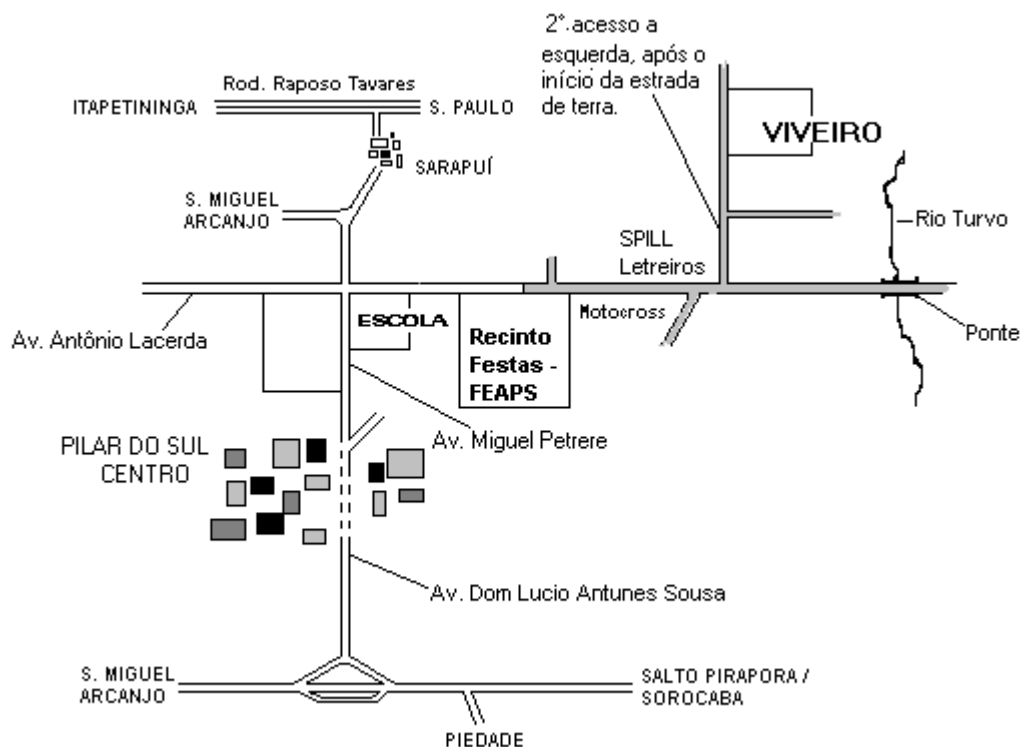 2º. acesso a
esquerda, após o
início da estrada
de terra.
Rod. Raposo Tavares
ITAPETININGA
S. PAULO
VIVEIRO
SARAPUÍ
S. MIGUEL
ARCANJO
Rio Turvo
SPILL
Letreiros
Motocross
ESCOLA
Av. Antônio Lacerda
Recinto
Festas -
FEAPS
Ponte
Av. Miguel Petrere
PILAR DO SUL
CENTRO
Av. Dom Lucio Antunes Sousa
S. MIGUEL
ARCANJO
SALTO PIRAPORA /
SOROCABA
PIEDADE